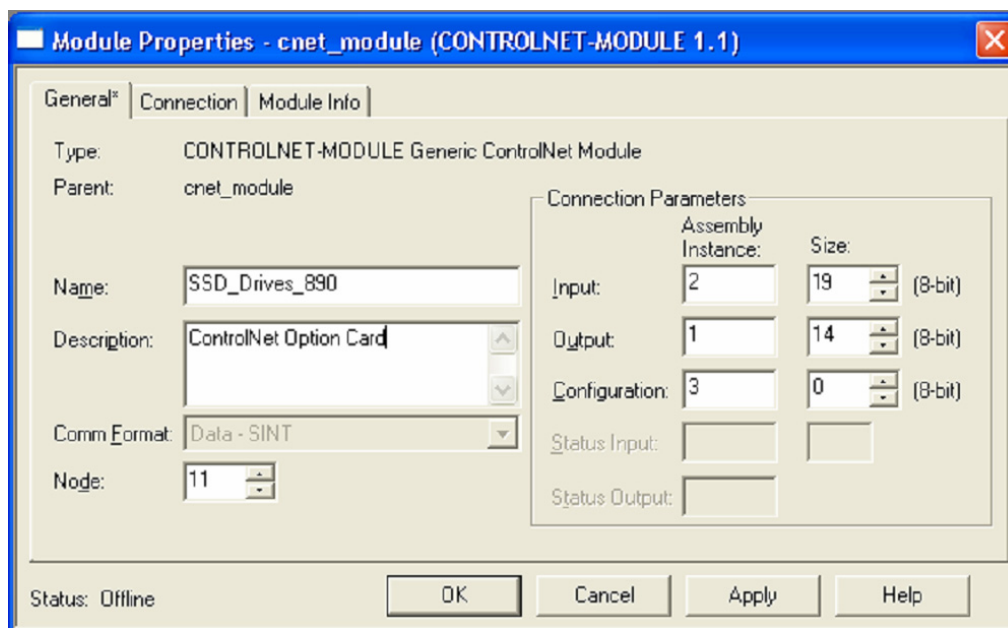 Module Properties - cnet_module (CONTROLNET-MODULE 1.1)
General* Connection Module Info
Type: CONTROLNET-MODULE Generic ControlNet Module
Parent: cnet_module
Connection Parameters
Assembly Instance: Size:
Name: SSD_Drives_890
Input: 2 19 (8-bit)
Description: ControlNet Option Card
Output: 1 14 (8-bit)
Configuration: 3 0 (8-bit)
Comm Format: Data - SINT
Status Input:
Node: 11
Status Output:
Status: Offline
OK Cancel Apply Help